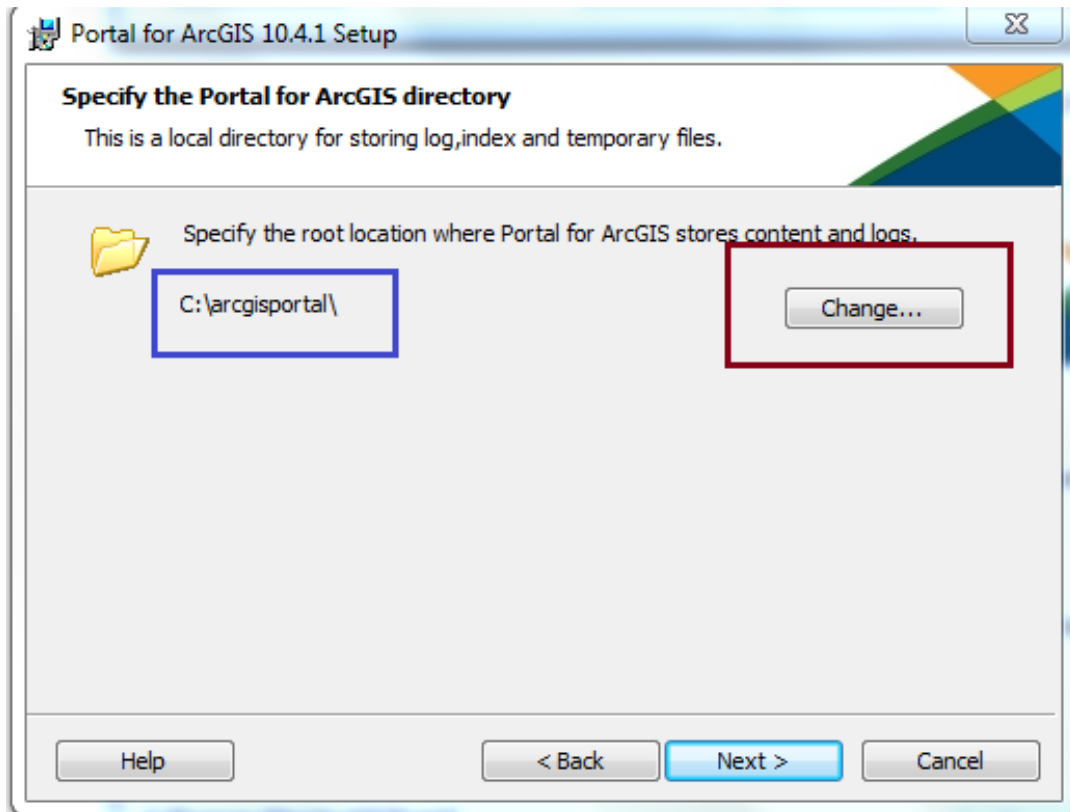 Portal for ArcGIS 10.4.1 Setup
Specify the Portal for ArcGIS directory
This is a local directory for storing log,index and temporary files.
Specify the root location where Portal for ArcGIS stores content and logs.
C:\arcgisportal\
Change...
Help
< Back
Next >
Cancel